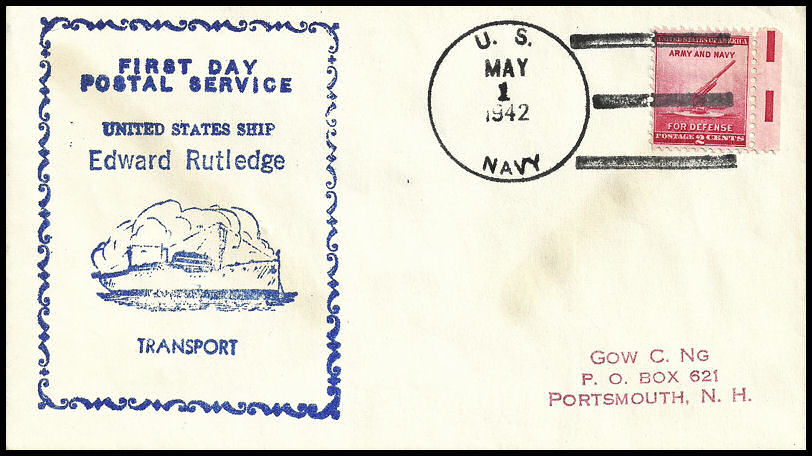 FIRST DAY
POSTAL SERVICE
UNITED STATES SHIP
Edward Rutledge
TRANSPORT
U. S.
MAY
1
1942
NAVY
UNITED STATES OF AMERICA
ARMY AND NAVY
FOR DEFENSE
POSTAGE 2 CENTS
GOW C. NG
P. O. BOX 621
PORTSMOUTH, N. H.